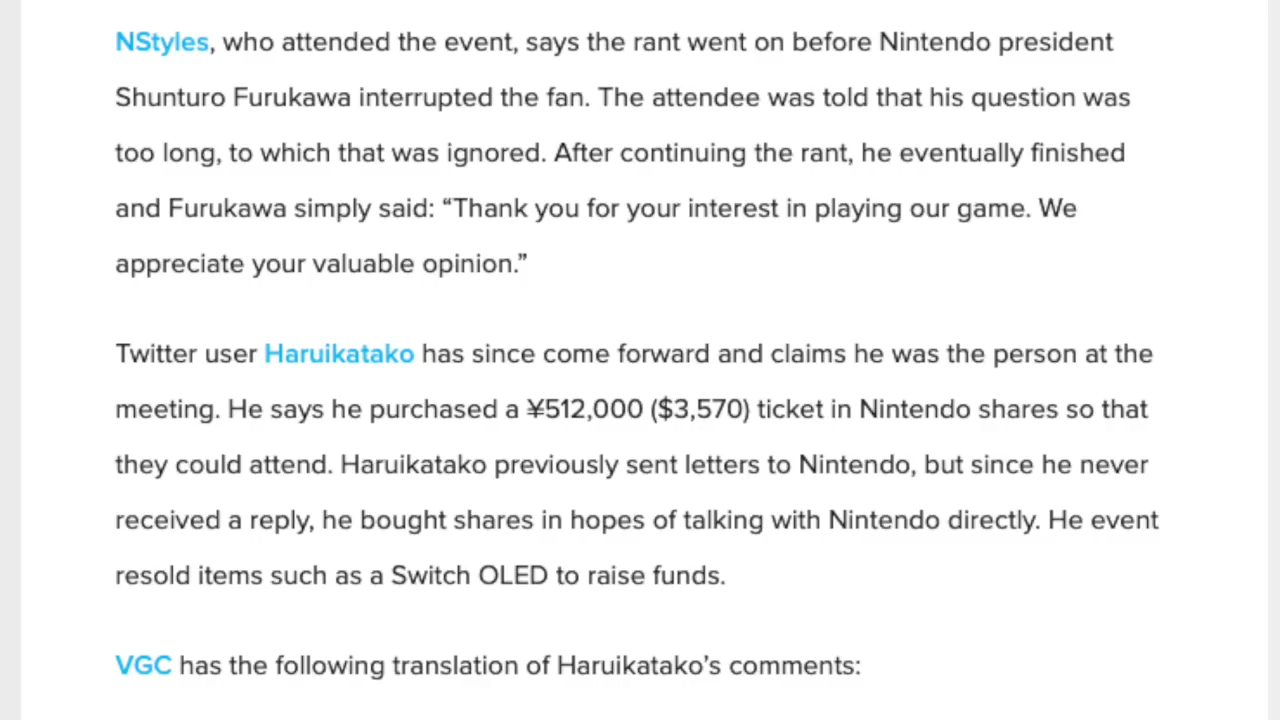 NStyles, who attended the event, says the rant went on before Nintendo president
Shunturo Furukawa interrupted the fan. The attendee was told that his question was
too long, to which that was ignored. After continuing the rant, he eventually finished
and Furukawa simply said: “Thank you for your interest in playing our game. We
appreciate your valuable opinion.”
Twitter user Haruikatako has since come forward and claims he was the person at the
meeting. He says he purchased a ¥512,000 ($3,570) ticket in Nintendo shares so that
they could attend. Haruikatako previously sent letters to Nintendo, but since he never
received a reply, he bought shares in hopes of talking with Nintendo directly. He event
resold items such as a Switch OLED to raise funds.
VGC has the following translation of Haruikatako’s comments: